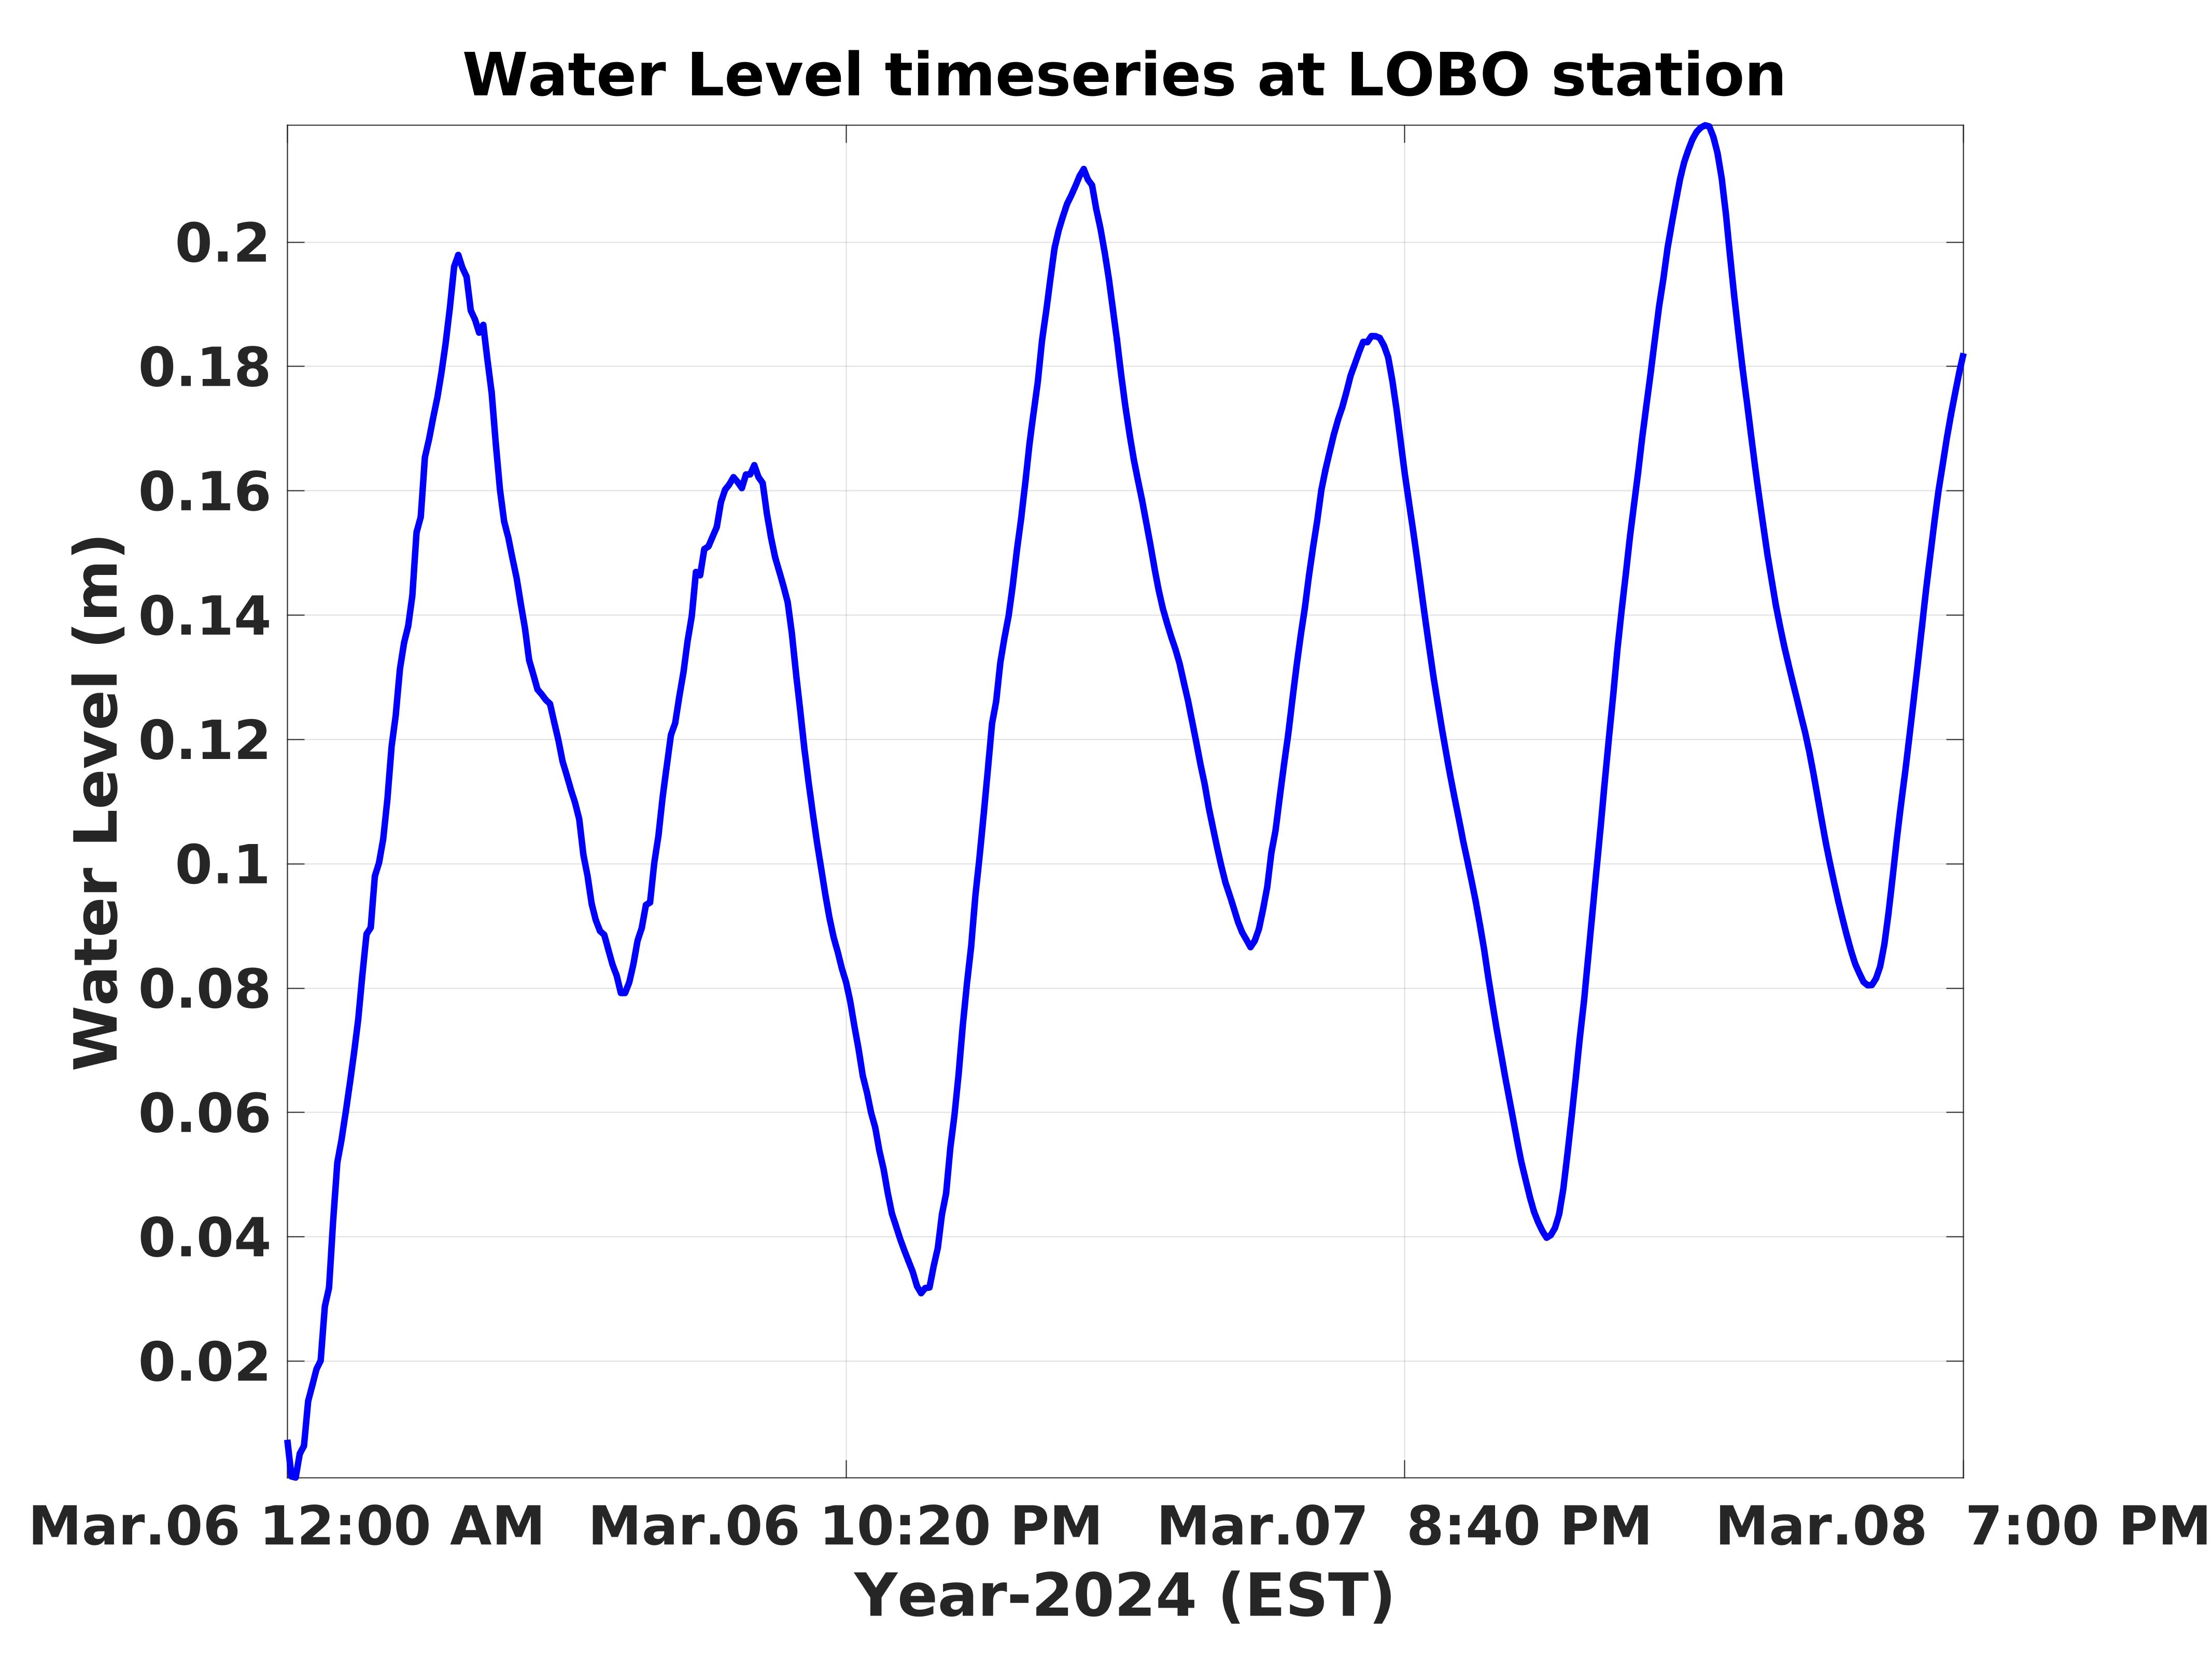 Water Level timeseries at LOBO station
0.2
0.18
0.16
0.14
0.12
0.1
0.08
0.06
0.04
0.02
Water Level (m)
Mar.06 12:00 AM Mar.06 10:20 PM Mar.07 8:40 PM Mar.08 7:00 PM
Year-2024 (EST)